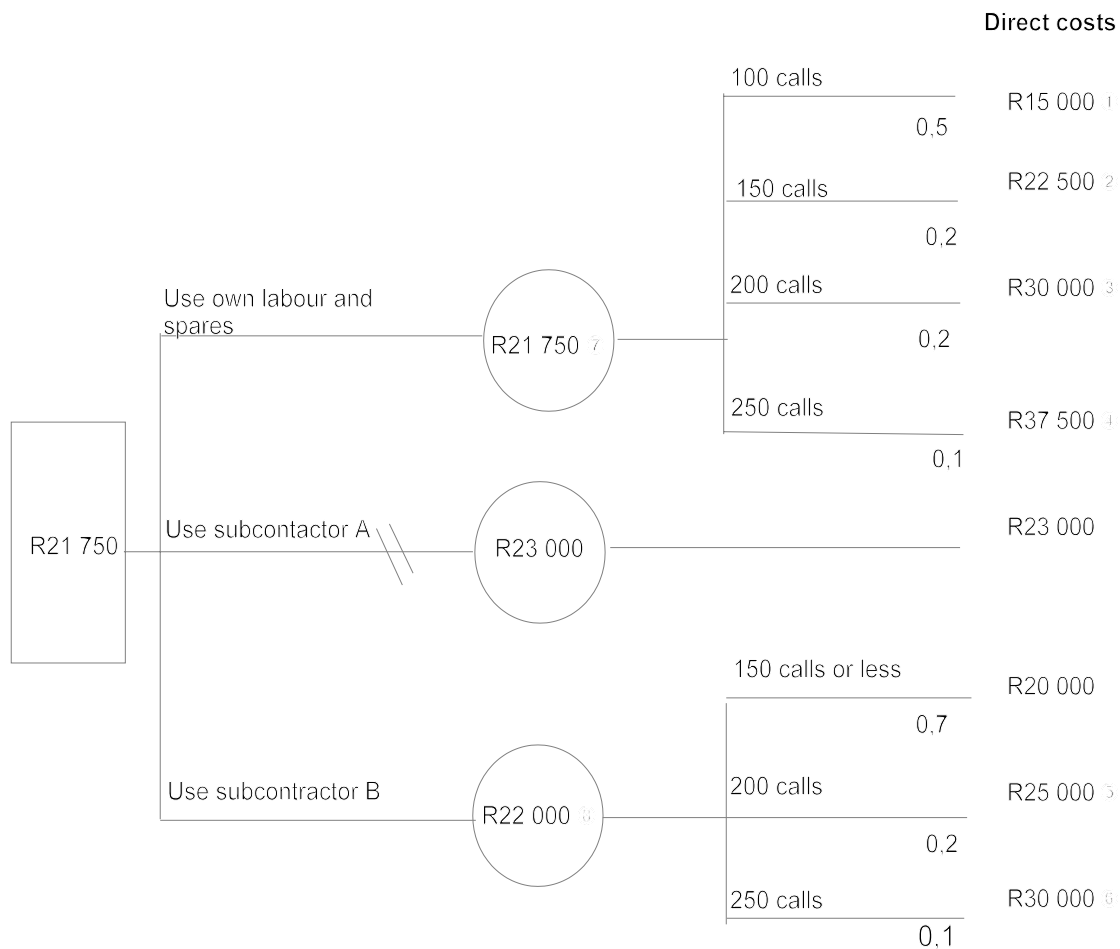 Direct costs
100 calls
R15 000 1
0,5
150 calls
R22 500 2
0,2
200 calls
R30 000 3
0,2
250 calls
R37 500 4
0,1
Use own labour and
spares
R21 750 7
R21 750
Use subcontactor A
R23 000
R23 000
150 calls or less
R20 000
0,7
Use subcontractor B
R22 000 8
200 calls
R25 000 5
0,2
250 calls
R30 000 6
0,1